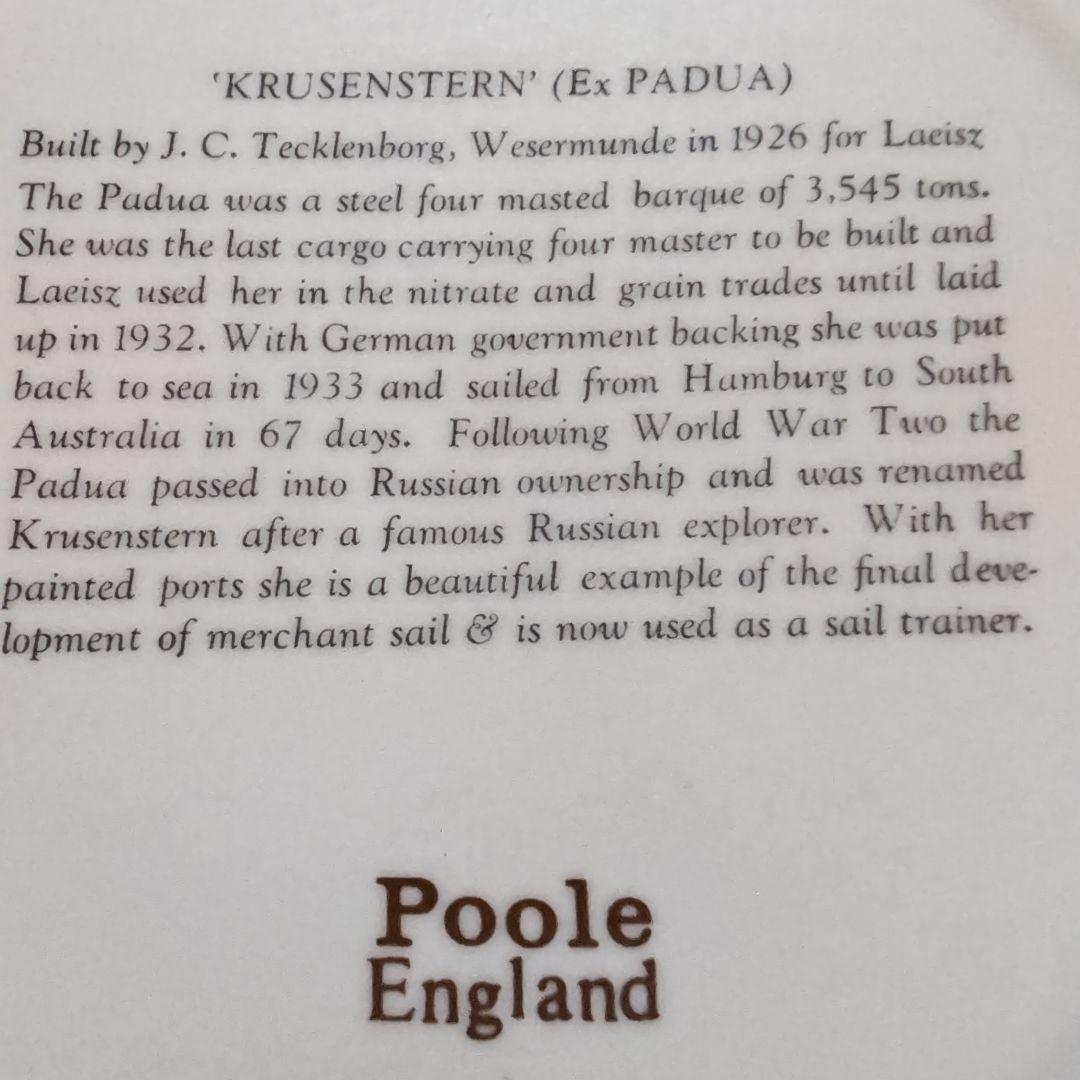 ‘KRUSENSTERN’ (Ex PADUA)
Built by J. C. Tecklenborg, Wesermunde in 1926 for Laeisz
The Padua was a steel four masted barque of 3,545 tons.
She was the last cargo carrying four master to be built and
Laeisz used her in the nitrate and grain trades until laid
up in 1932. With German government backing she was put
back to sea in 1933 and sailed from Hamburg to South
Australia in 67 days. Following World War Two the
Padua passed into Russian ownership and was renamed
Krusenstern after a famous Russian explorer. With her
painted ports she is a beautiful example of the final deve-
lopment of merchant sail & is now used as a sail trainer.
Poole
England